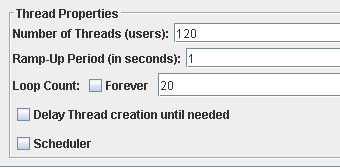 Thread Properties
Number of Threads (users): 120
Ramp-Up Period (in seconds): 1
Loop Count: Forever 20
Delay Thread creation until needed
Scheduler